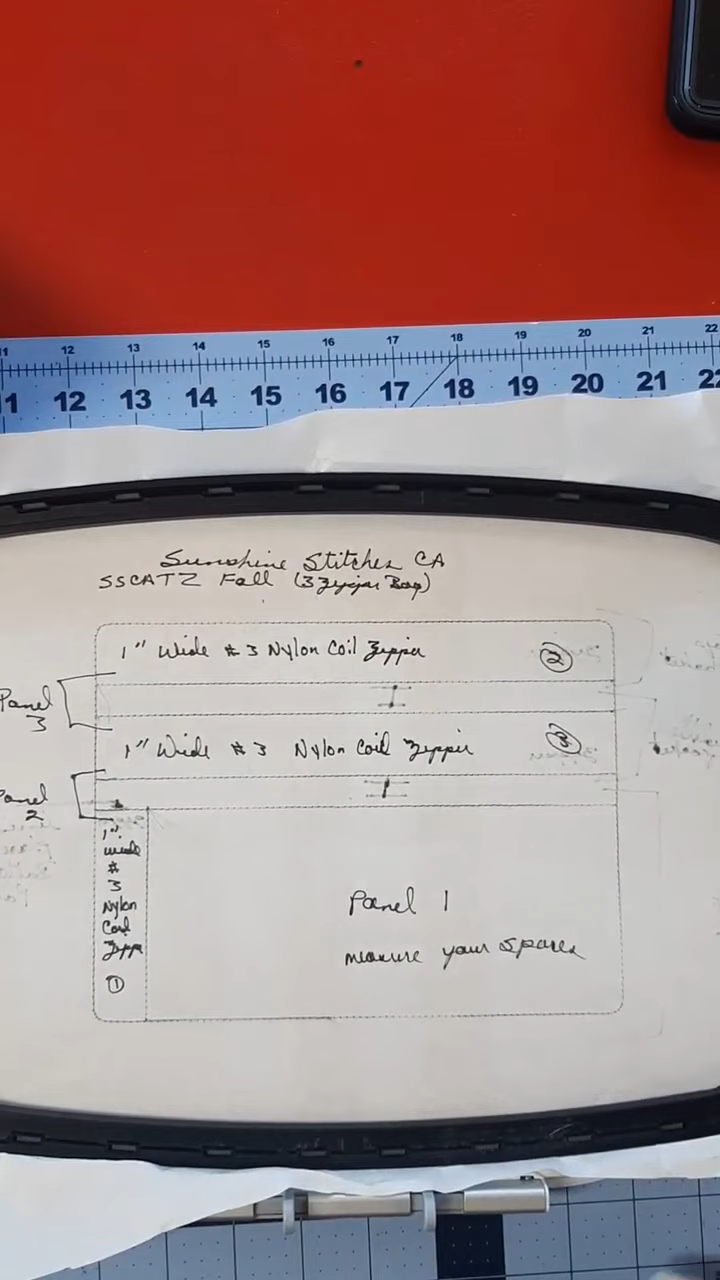 11 12 13 14 15 16 17 18 19 20 21 22
1 12 13 14 15 16 17 18 19 20 21 22
Sunshine Stitches CA
SSCATZ Fall (3 Zipper Bag)
1" Wide #3 Nylon Coil Zipper 2
Panel
3
1" Wide #3 Nylon Coil Zipper 3
Panel
2
1"
wide
#
3
Nylon
Coil
Zipp
1
Panel 1
measure your spaces